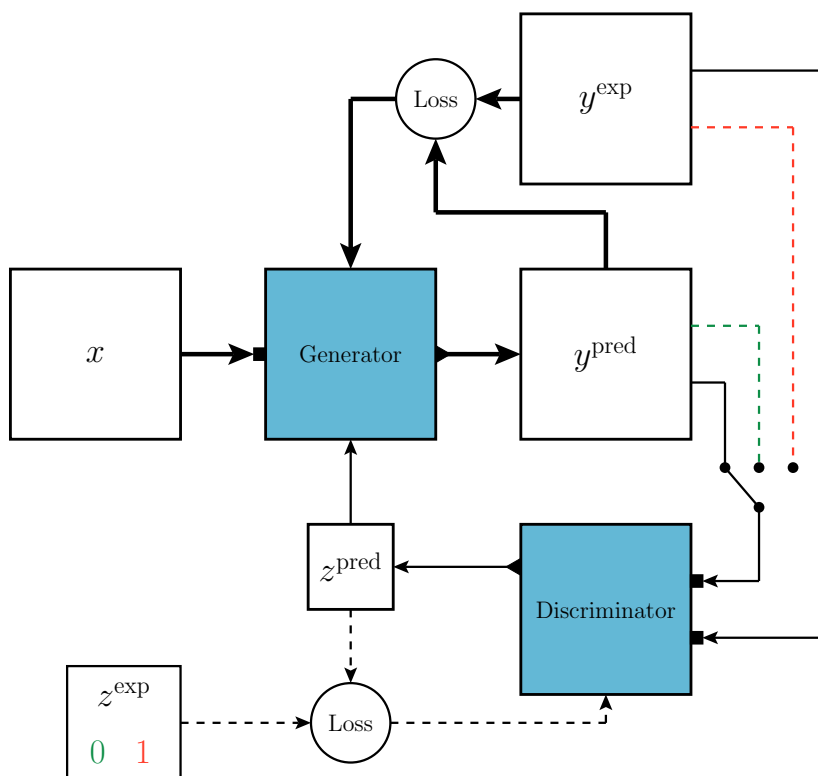 Loss
y^exp
x
Generator
y^pred
z^pred
Discriminator
z^exp
Loss
0 1